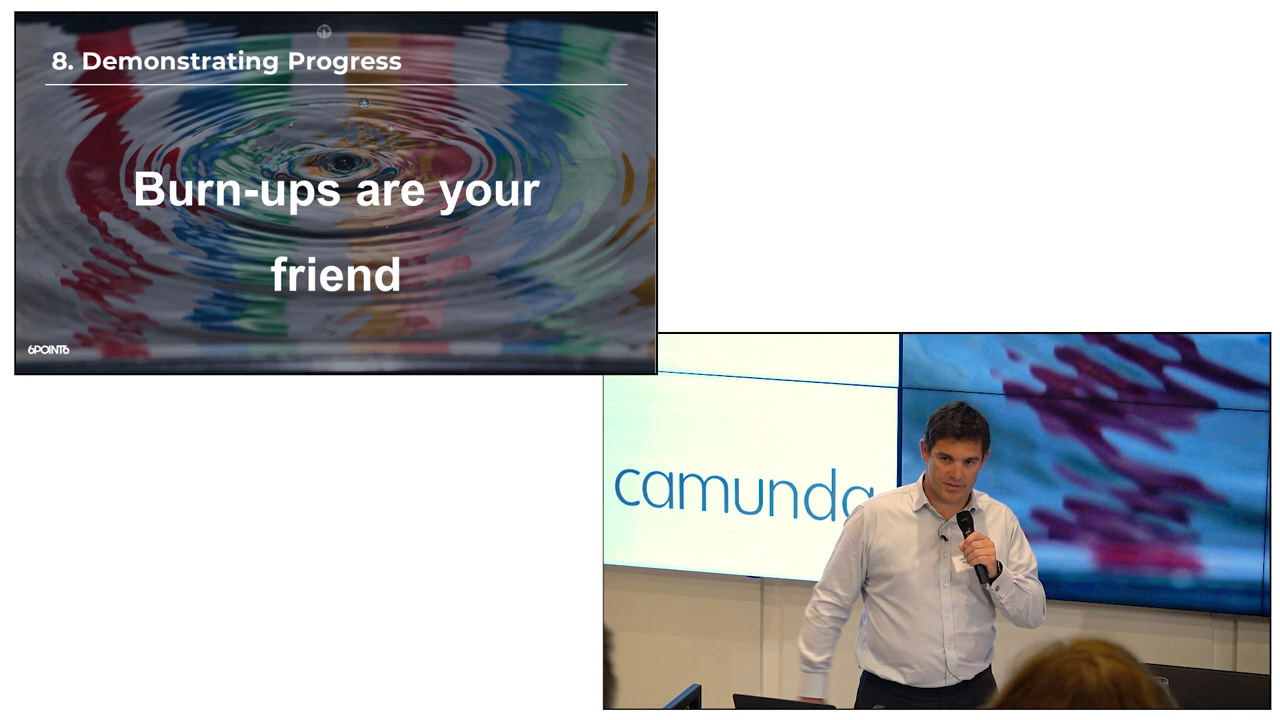 8. Demonstrating Progress
Burn-ups are your
friend
6POINT6
camunda